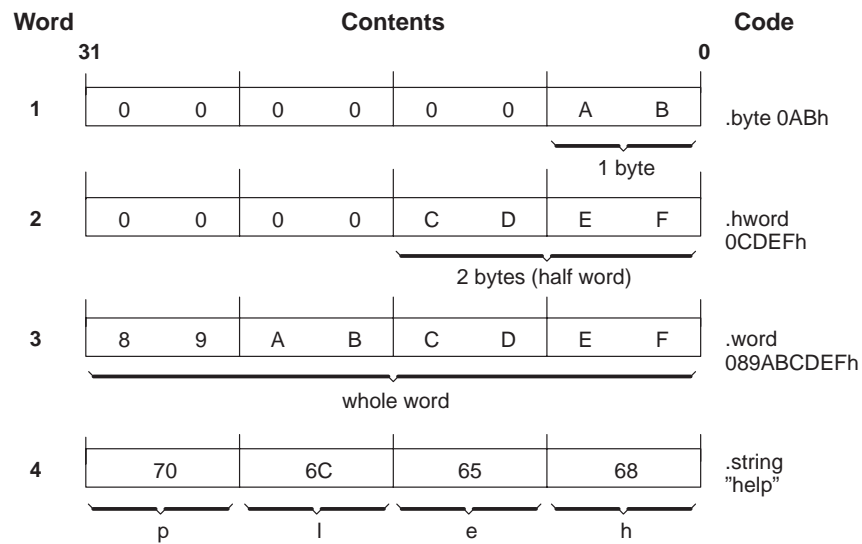 Word Contents Code
31 0
1 0 0 0 0 0 0 A B .byte 0ABh
1 byte
2 0 0 0 0 C D E F .hword
0CDEFh
2 bytes (half word)
3 8 9 A B C D E F .word
089ABCDEFh
whole word
4 70 6C 65 68 .string
”help”
p l e h